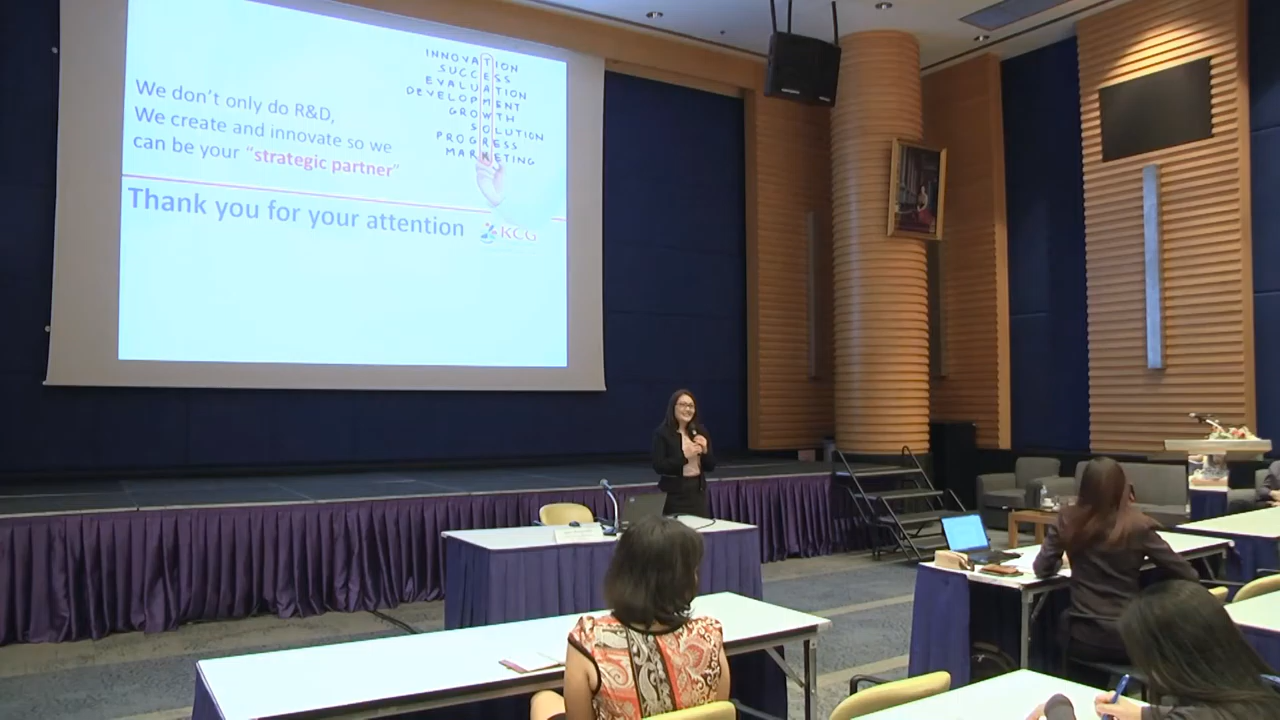 INNOVATION
SUCCESS
EVALUATION
DEVELOPMENT
GROWTH
SOLUTION
PROGRESS
MARKETING
We don't only do R&D,
We create and innovate so we
can be your “strategic partner”
Thank you for your attention
KCG